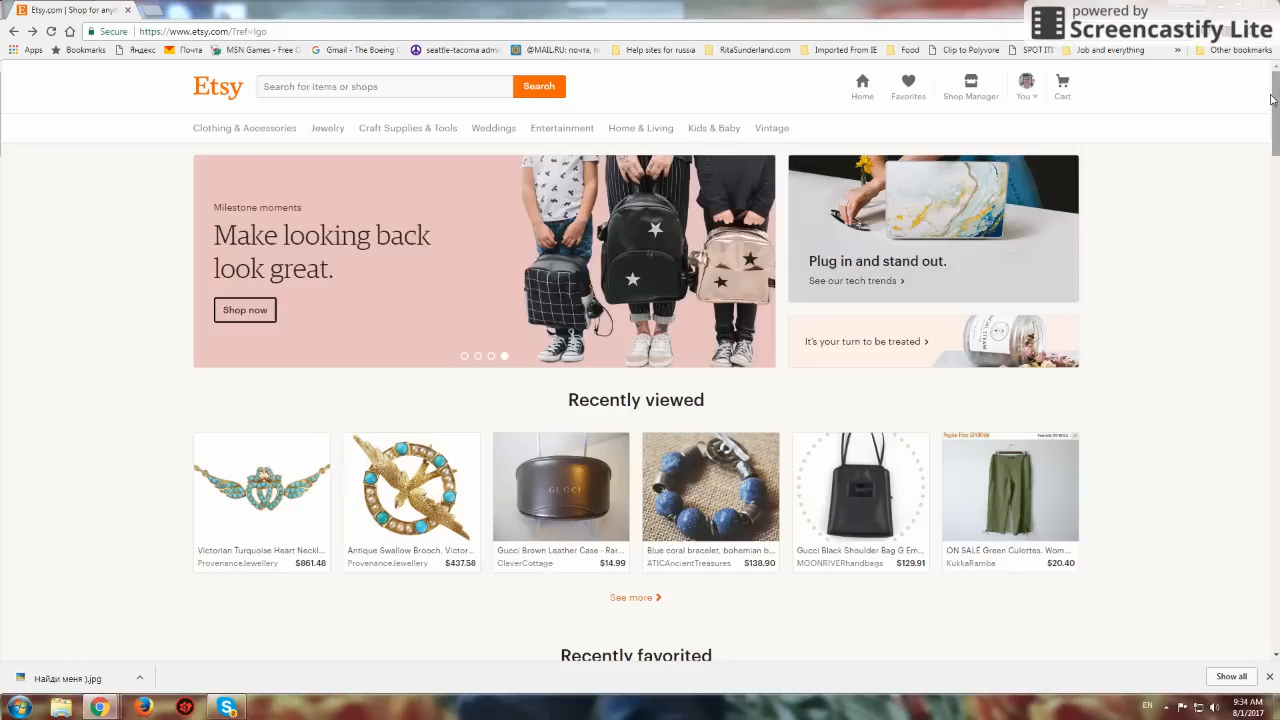 Etsy.com | Shop for anyt
powered by
Screencastify Lite
Secure
https://www.etsy.com/?ref=lgo
Apps
Bookmarks
Яндекс
Почта
MSN Games - Free C
Gmail - The Boeing C
seattle-tacoma
@MAIL.RU: почта,
Help sites for russia
RitaSunderland.com
Imported From IE
Food
Clip to Polyvore
SPOT IT!
Job and everything
»
Other bookmarks
Etsy
Search for items or shops
Search
Home
Favorites
Shop Manager
You
Cart
Clothing & Accessories
Jewelry
Craft Supplies & Tools
Weddings
Entertainment
Home & Living
Kids & Baby
Vintage
Milestone moments
Make looking back
look great.
Shop now
Plug in and stand out.
See our tech trends
It's your turn to be treated
Recently viewed
GUCCI
Victorian Turquoise Heart Neckl...
ProvenanceJewellery $861.48
Antique Swallow Brooch, Victor...
ProvenanceJewellery $437.58
Gucci Brown Leather Case - Rar...
CleverCottage $14.99
Blue coral bracelet, bohemian b...
ATICAncientTreasures $138.90
Gucci Black Shoulder Bag G Em...
MOONRIVERhandbags $129.91
ON SALE Green Culottes. Wom...
KukkaRamba $20.40
See more
Recently favorited
Найди меня ).jpg
Show all
EN
9:34 AM
8/1/2017